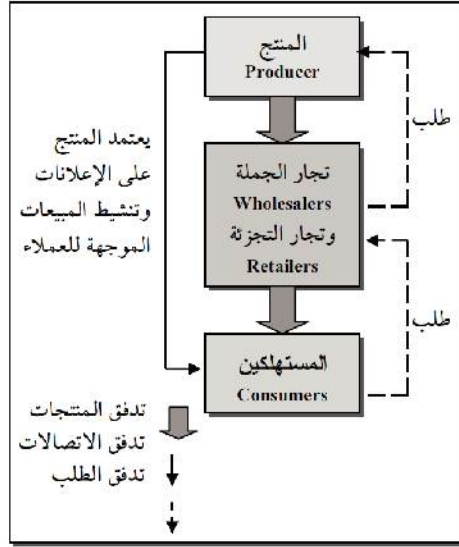 المنتج
Producer
طلب
يعتمد المنتج
على الإعلانات
وتنشيط المبيعات
الموجهة للعملاء
تجار الجملة
Wholesalers
وتجار التجزئة
Retailers
طلب
المستهلكين
Consumers
تدفق المنتجات
تدفق الاتصالات
تدفق الطلب